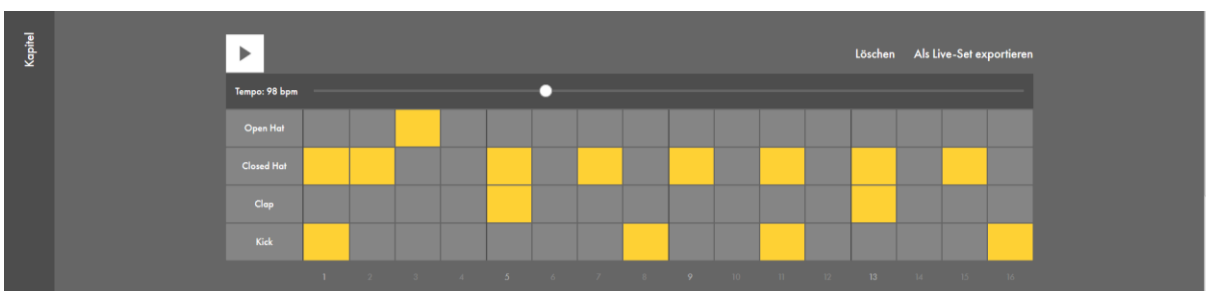 Kapitel
Löschen Als Live-Set exportieren
Tempo: 98 bpm
Open Hat
Closed Hat
Clap
Kick
1 2 3 4 5 6 7 8 9 10 11 12 13 14 15 16